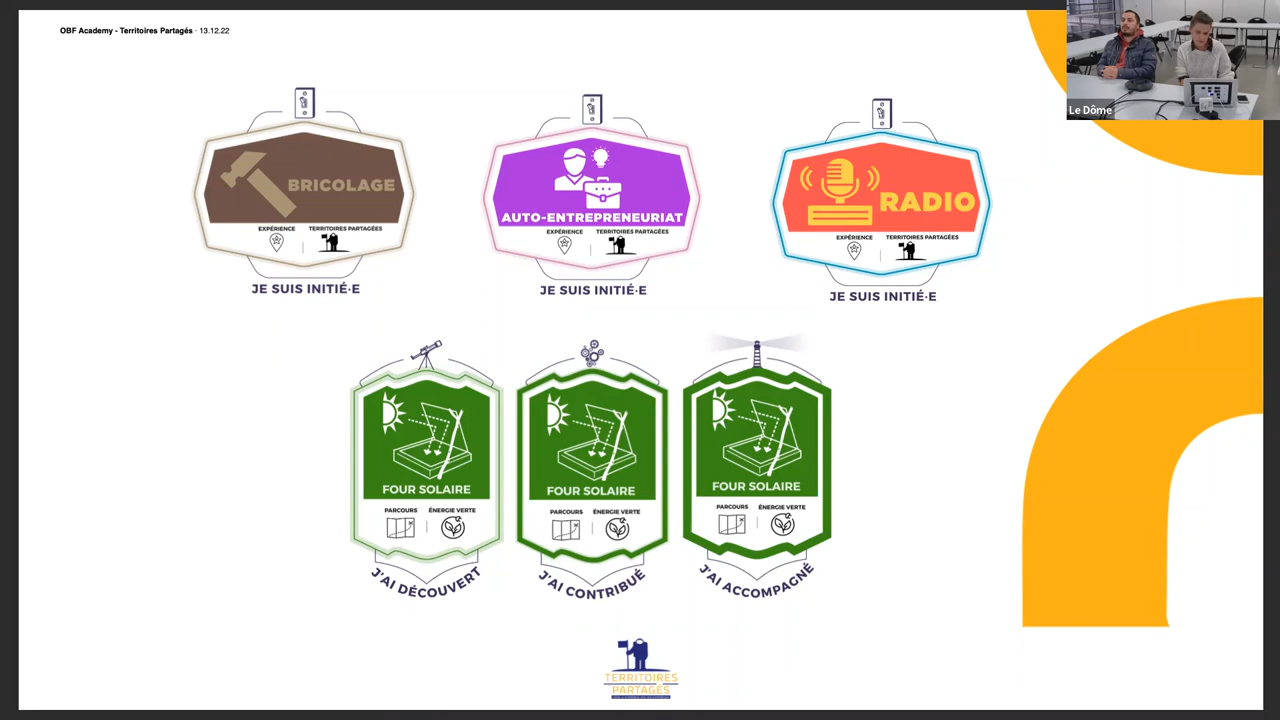 OBF Academy - Territoires Partagés · 13.12.22
Le Dôme
BRICOLAGE
EXPÉRIENCE TERRITOIRES PARTAGÉES
JE SUIS INITIÉ·E
AUTO-ENTREPRENEURIAT
EXPÉRIENCE TERRITOIRES PARTAGÉES
JE SUIS INITIÉ·E
RADIO
EXPÉRIENCE TERRITOIRES PARTAGÉES
JE SUIS INITIÉ·E
FOUR SOLAIRE
PARCOURS ÉNERGIE VERTE
J'AI DÉCOUVERT
FOUR SOLAIRE
PARCOURS ÉNERGIE VERTE
J'AI CONTRIBUÉ
FOUR SOLAIRE
PARCOURS ÉNERGIE VERTE
J'AI ACCOMPAGNÉ
TERRITOIRES
PARTAGÉS